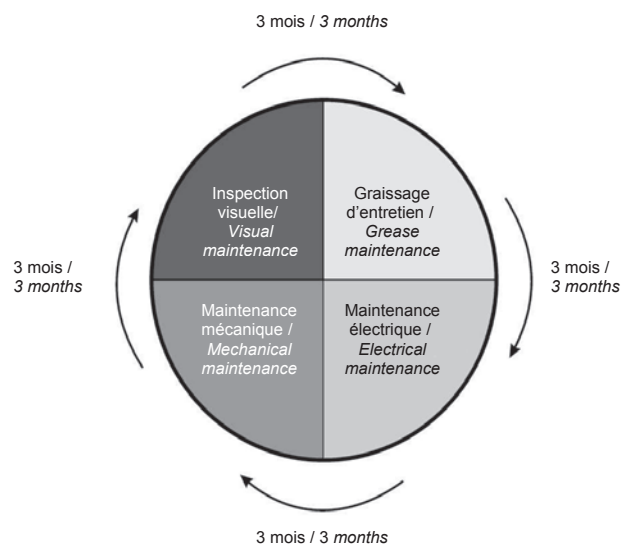 3 mois / 3 months
Inspection
visuelle/
Visual
maintenance
Graissage
d'entretien /
Grease
maintenance
3 mois /
3 months
3 mois /
3 months
Maintenance
mécanique /
Mechanical
maintenance
Maintenance
électrique /
Electrical
maintenance
3 mois / 3 months